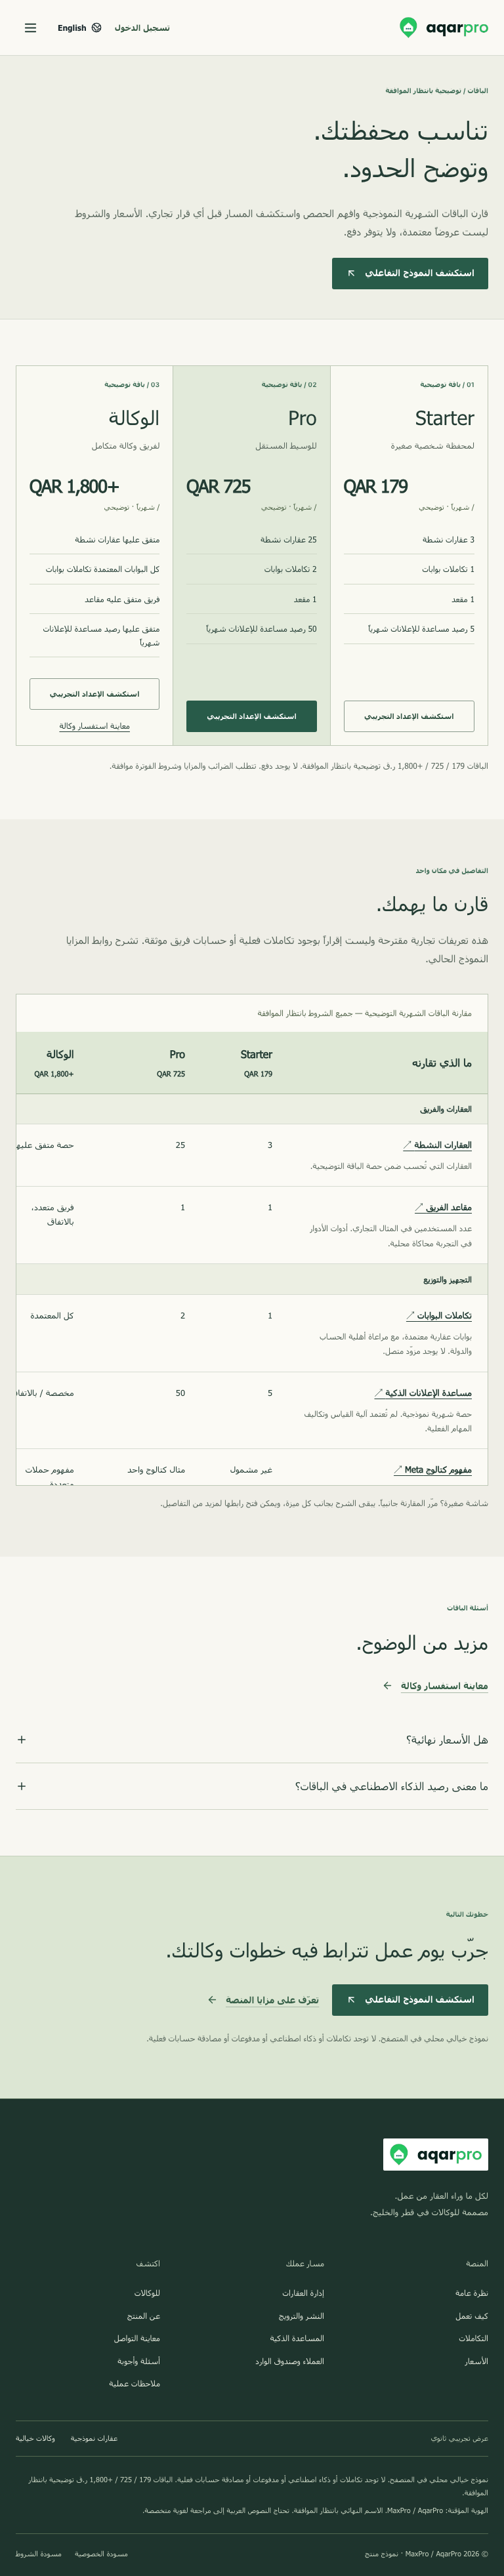 aqarpro
تسجيل الدخول
English
الباقات / توضيحية بانتظار الموافقة
تناسب محفظتك.
وتوضح الحدود.
قارن الباقات الشهرية النموذجية وافهم الحصص واستكشف المسار قبل أي قرار تجاري. الأسعار والشروط
ليست عروضاً معتمدة، ولا يتوفر دفع.
استكشف النموذج التفاعلي
01 / باقة توضيحية
Starter
لمحفظة شخصية صغيرة
QAR 179
/ شهرياً · توضيحي
3 عقارات نشطة
1 تكاملات بوابات
1 مقعد
5 رصيد مساعدة للإعلانات شهرياً
استكشف الإعداد التجريبي
02 / باقة توضيحية
Pro
للوسيط المستقل
QAR 725
/ شهرياً · توضيحي
25 عقارات نشطة
2 تكاملات بوابات
1 مقعد
50 رصيد مساعدة للإعلانات شهرياً
استكشف الإعداد التجريبي
03 / باقة توضيحية
الوكالة
لفريق وكالة متكامل
QAR 1,800+
/ شهرياً · توضيحي
متفق عليها عقارات نشطة
كل البوابات المعتمدة تكاملات بوابات
فريق متفق عليه مقاعد
متفق عليها رصيد مساعدة للإعلانات
شهرياً
استكشف الإعداد التجريبي
معاينة استفسار وكالة
الباقات 179 / 725 / +1,800 ر.ق توضيحية بانتظار الموافقة. لا يوجد دفع. تتطلب الضرائب والمزايا وشروط الفوترة موافقة.
التفاصيل في مكان واحد
قارن ما يهمك.
هذه تعريفات تجارية مقترحة وليست إقراراً بوجود تكاملات فعلية أو حسابات فريق موثقة. تشرح روابط المزايا
النموذج الحالي.
مقارنة الباقات الشهرية التوضيحية — جميع الشروط بانتظار الموافقة
ما الذي تقارنه Starter Pro الوكالة
QAR 179 QAR 725 QAR 1,800+
العقارات والفريق
العقارات النشطة ↗ 3 25 حصة متفق عليها
العقارات التي تُحسب ضمن حصة الباقة التوضيحية.
مقاعد الفريق ↗ 1 1 فريق متعدد،
بالاتفاق
عدد المستخدمين في المثال التجاري. أدوات الأدوار
في التجربة محاكاة محلية.
التجهيز والتوزيع
تكاملات البوابات ↗ 1 2 كل المعتمدة
بوابات عقارية معتمدة، مع مراعاة أهلية الحساب
والدولة. لا يوجد مزوّد متصل.
مساعدة الإعلانات الذكية ↗ 5 50 مخصصة / بالاتفاق
حصة شهرية نموذجية. لم تُعتمد آلية القياس وتكاليف
المهام الفعلية.
مفهوم كتالوج Meta ↗ غير مشمول مثال كتالوج واحد مفهوم حملات
متعددة
شاشة صغيرة؟ مرّر المقارنة جانبياً. يبقى الشرح بجانب كل ميزة، ويمكن فتح رابطها لمزيد من التفاصيل.
أسئلة الباقات
مزيد من الوضوح.
معاينة استفسار وكالة
هل الأسعار نهائية؟
ما معنى رصيد الذكاء الاصطناعي في الباقات؟
خطوتك التالية
جرّب يوم عمل تترابط فيه خطوات وكالتك.
استكشف النموذج التفاعلي
تعرّف على مزايا المنصة
نموذج خيالي محلي في المتصفح. لا توجد تكاملات أو ذكاء اصطناعي أو مدفوعات أو مصادقة حسابات فعلية.
aqarpro
لكل ما وراء العقار من عمل.
مصممة للوكالات في قطر والخليج.
المنصة
نظرة عامة
كيف تعمل
التكاملات
الأسعار
مسار عملك
إدارة العقارات
النشر والترويج
المساعدة الذكية
العملاء وصندوق الوارد
اكتشف
للوكالات
عن المنتج
معاينة التواصل
أسئلة وأجوبة
ملاحظات عملية
عرض تجريبي ثانوي
عقارات نموذجية
وكالات خيالية
نموذج خيالي محلي في المتصفح. لا توجد تكاملات أو ذكاء اصطناعي أو مدفوعات أو مصادقة حسابات فعلية. الباقات 179 / 725 / +1,800 ر.ق توضيحية بانتظار
الموافقة.
الهوية المؤقتة: MaxPro / AqarPro. الاسم النهائي بانتظار الموافقة. تحتاج النصوص العربية إلى مراجعة لغوية متخصصة.
© 2026 MaxPro / AqarPro · نموذج منتج
مسودة الخصوصية
مسودة الشروط